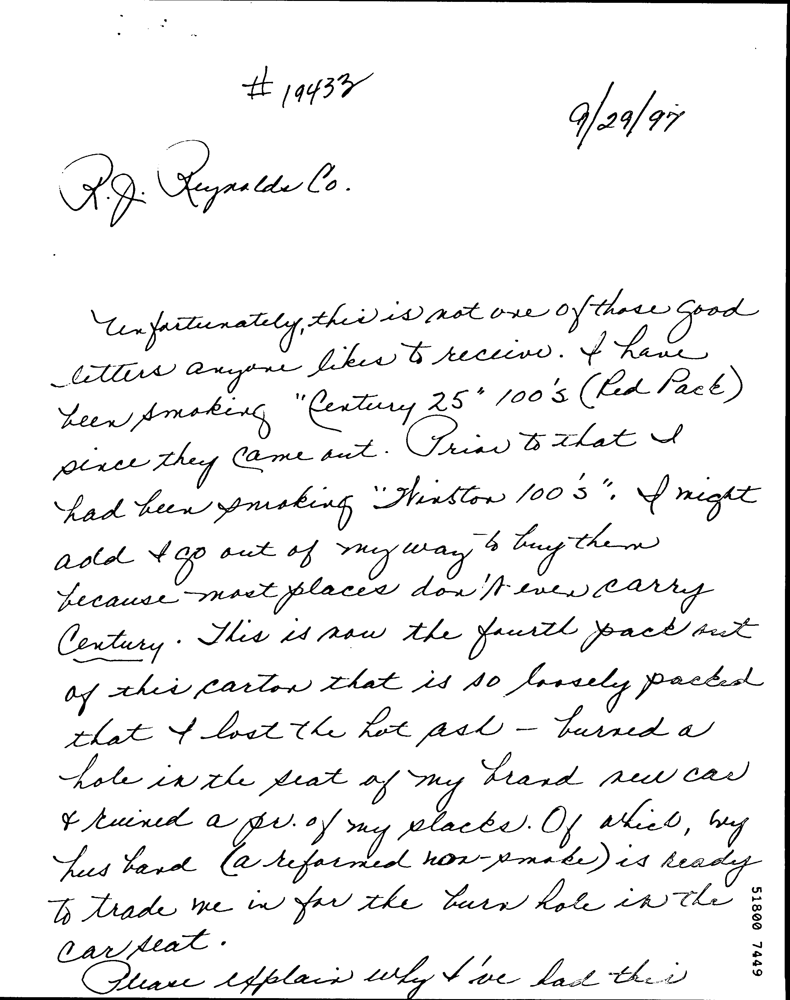 # 19433
9/29/97
R.J. Reynolds Co.
Unfortunately, this is not one of those good
letters anyone likes to receive. I have
been smoking "Century 25" 100's (Red Pack)
since they came out. Prior to that I
had been smoking "Winston 100's". I might
add I go out of my way to buy them
because most places don't even carry
Century. This is now the fourth pack out
of this carton that is so loosely packed
that I lost the hot ash - burned a
hole in the seat of my brand new car
& ruined a pr. of my slacks. Of which, my
husband (a reformed non-smoke) is ready
to trade me in for the burn hole in the
car seat.
Please explain why I've had this
51800 7449